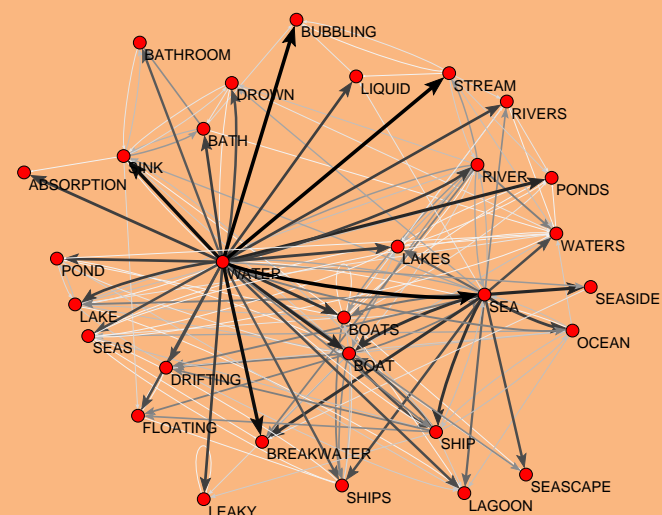 BUBBLING
BATHROOM
STREAM
LIQUID
DROWN
RIVERS
BATH
SINK
RIVER
ABSORPTION
PONDS
WATERS
LAKES
POND
WATER
SEASIDE
SEA
LAKE
BOATS
OCEAN
SEAS
BOAT
DRIFTING
FLOATING
SHIP
BREAKWATER
SEASCAPE
SHIPS
LAGOON
LEAKY